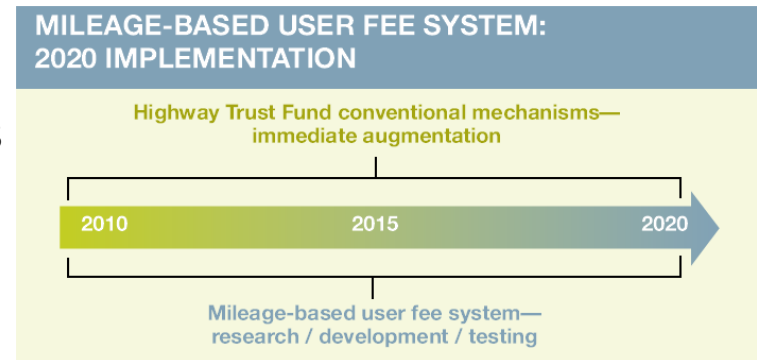 MILEAGE-BASED USER FEE SYSTEM:
2020 IMPLEMENTATION
Highway Trust Fund conventional mechanisms—
immediate augmentation
2010 2015 2020
Mileage-based user fee system—
research / development / testing